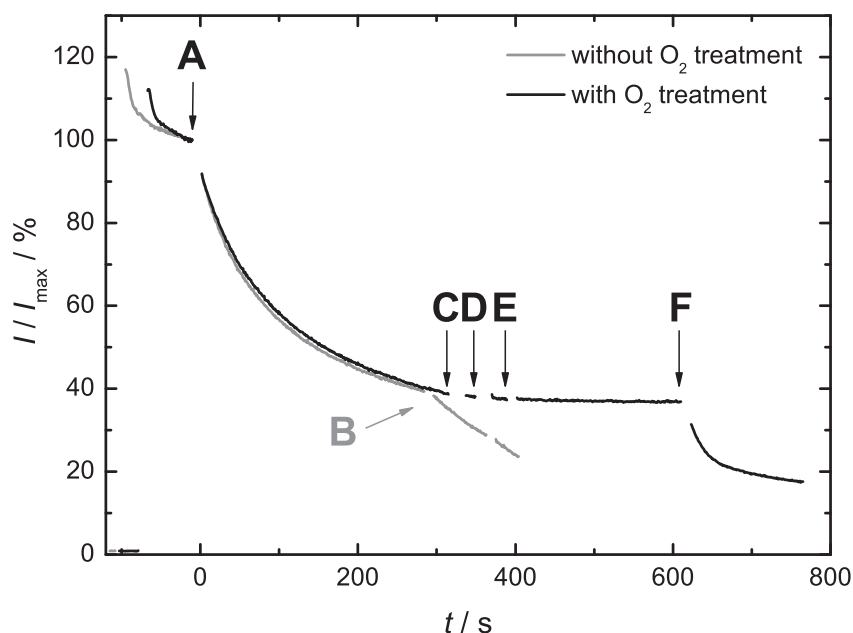 without O2 treatment
with O2 treatment
A
B
C D E
F
120
100
80
60
40
20
0
0 200 400 600 800
I / Imax / %
t / s